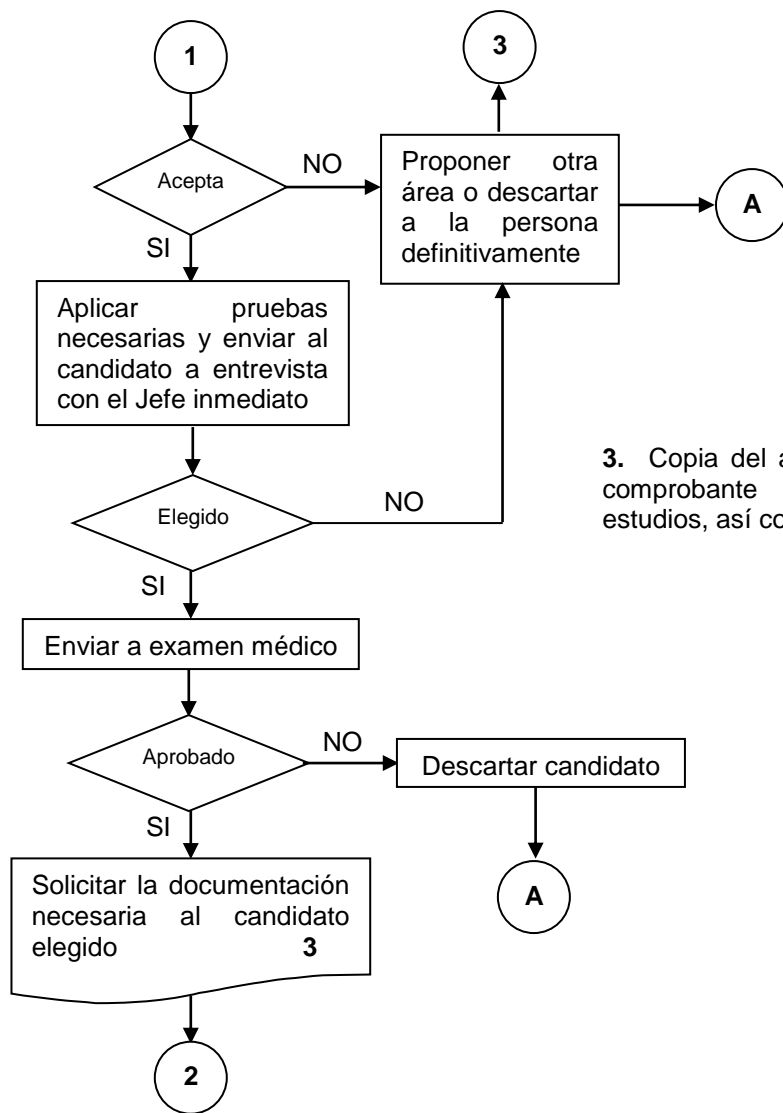 1
3
Acepta
NO
Proponer otra
área o descartar
a la persona
definitivamente
A
SI
Aplicar pruebas
necesarias y enviar al
candidato a entrevista
con el Jefe inmediato
3. Copia del
comprobante
estudios, así
Elegido
NO
SI
Enviar a examen médico
Aprobado
NO
Descartar candidato
SI
A
Solicitar la documentación
necesaria al candidato
elegido 3
2